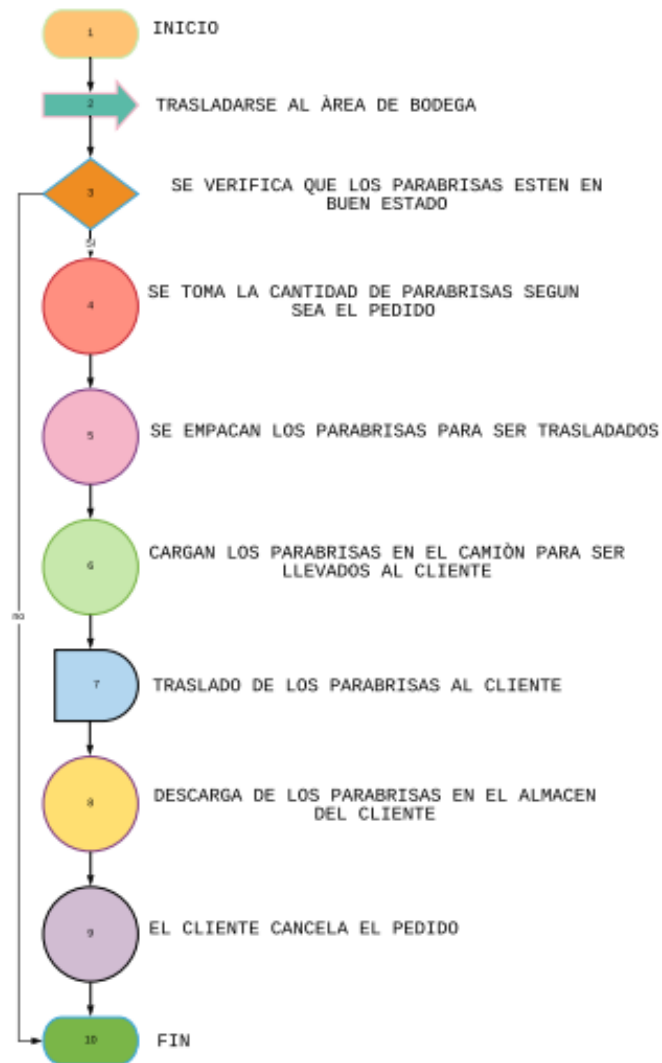 1
INICIO
2
TRASLADARSE AL ÀREA DE BODEGA
3
SE VERIFICA QUE LOS PARABRISAS ESTEN EN
BUEN ESTADO
SI
4
SE TOMA LA CANTIDAD DE PARABRISAS SEGUN
SEA EL PEDIDO
5
SE EMPACAN LOS PARABRISAS PARA SER TRASLADADOS
6
CARGAN LOS PARABRISAS EN EL CAMIÒN PARA SER
LLEVADOS AL CLIENTE
no
7
TRASLADO DE LOS PARABRISAS AL CLIENTE
8
DESCARGA DE LOS PARABRISAS EN EL ALMACEN
DEL CLIENTE
9
EL CLIENTE CANCELA EL PEDIDO
10
FIN